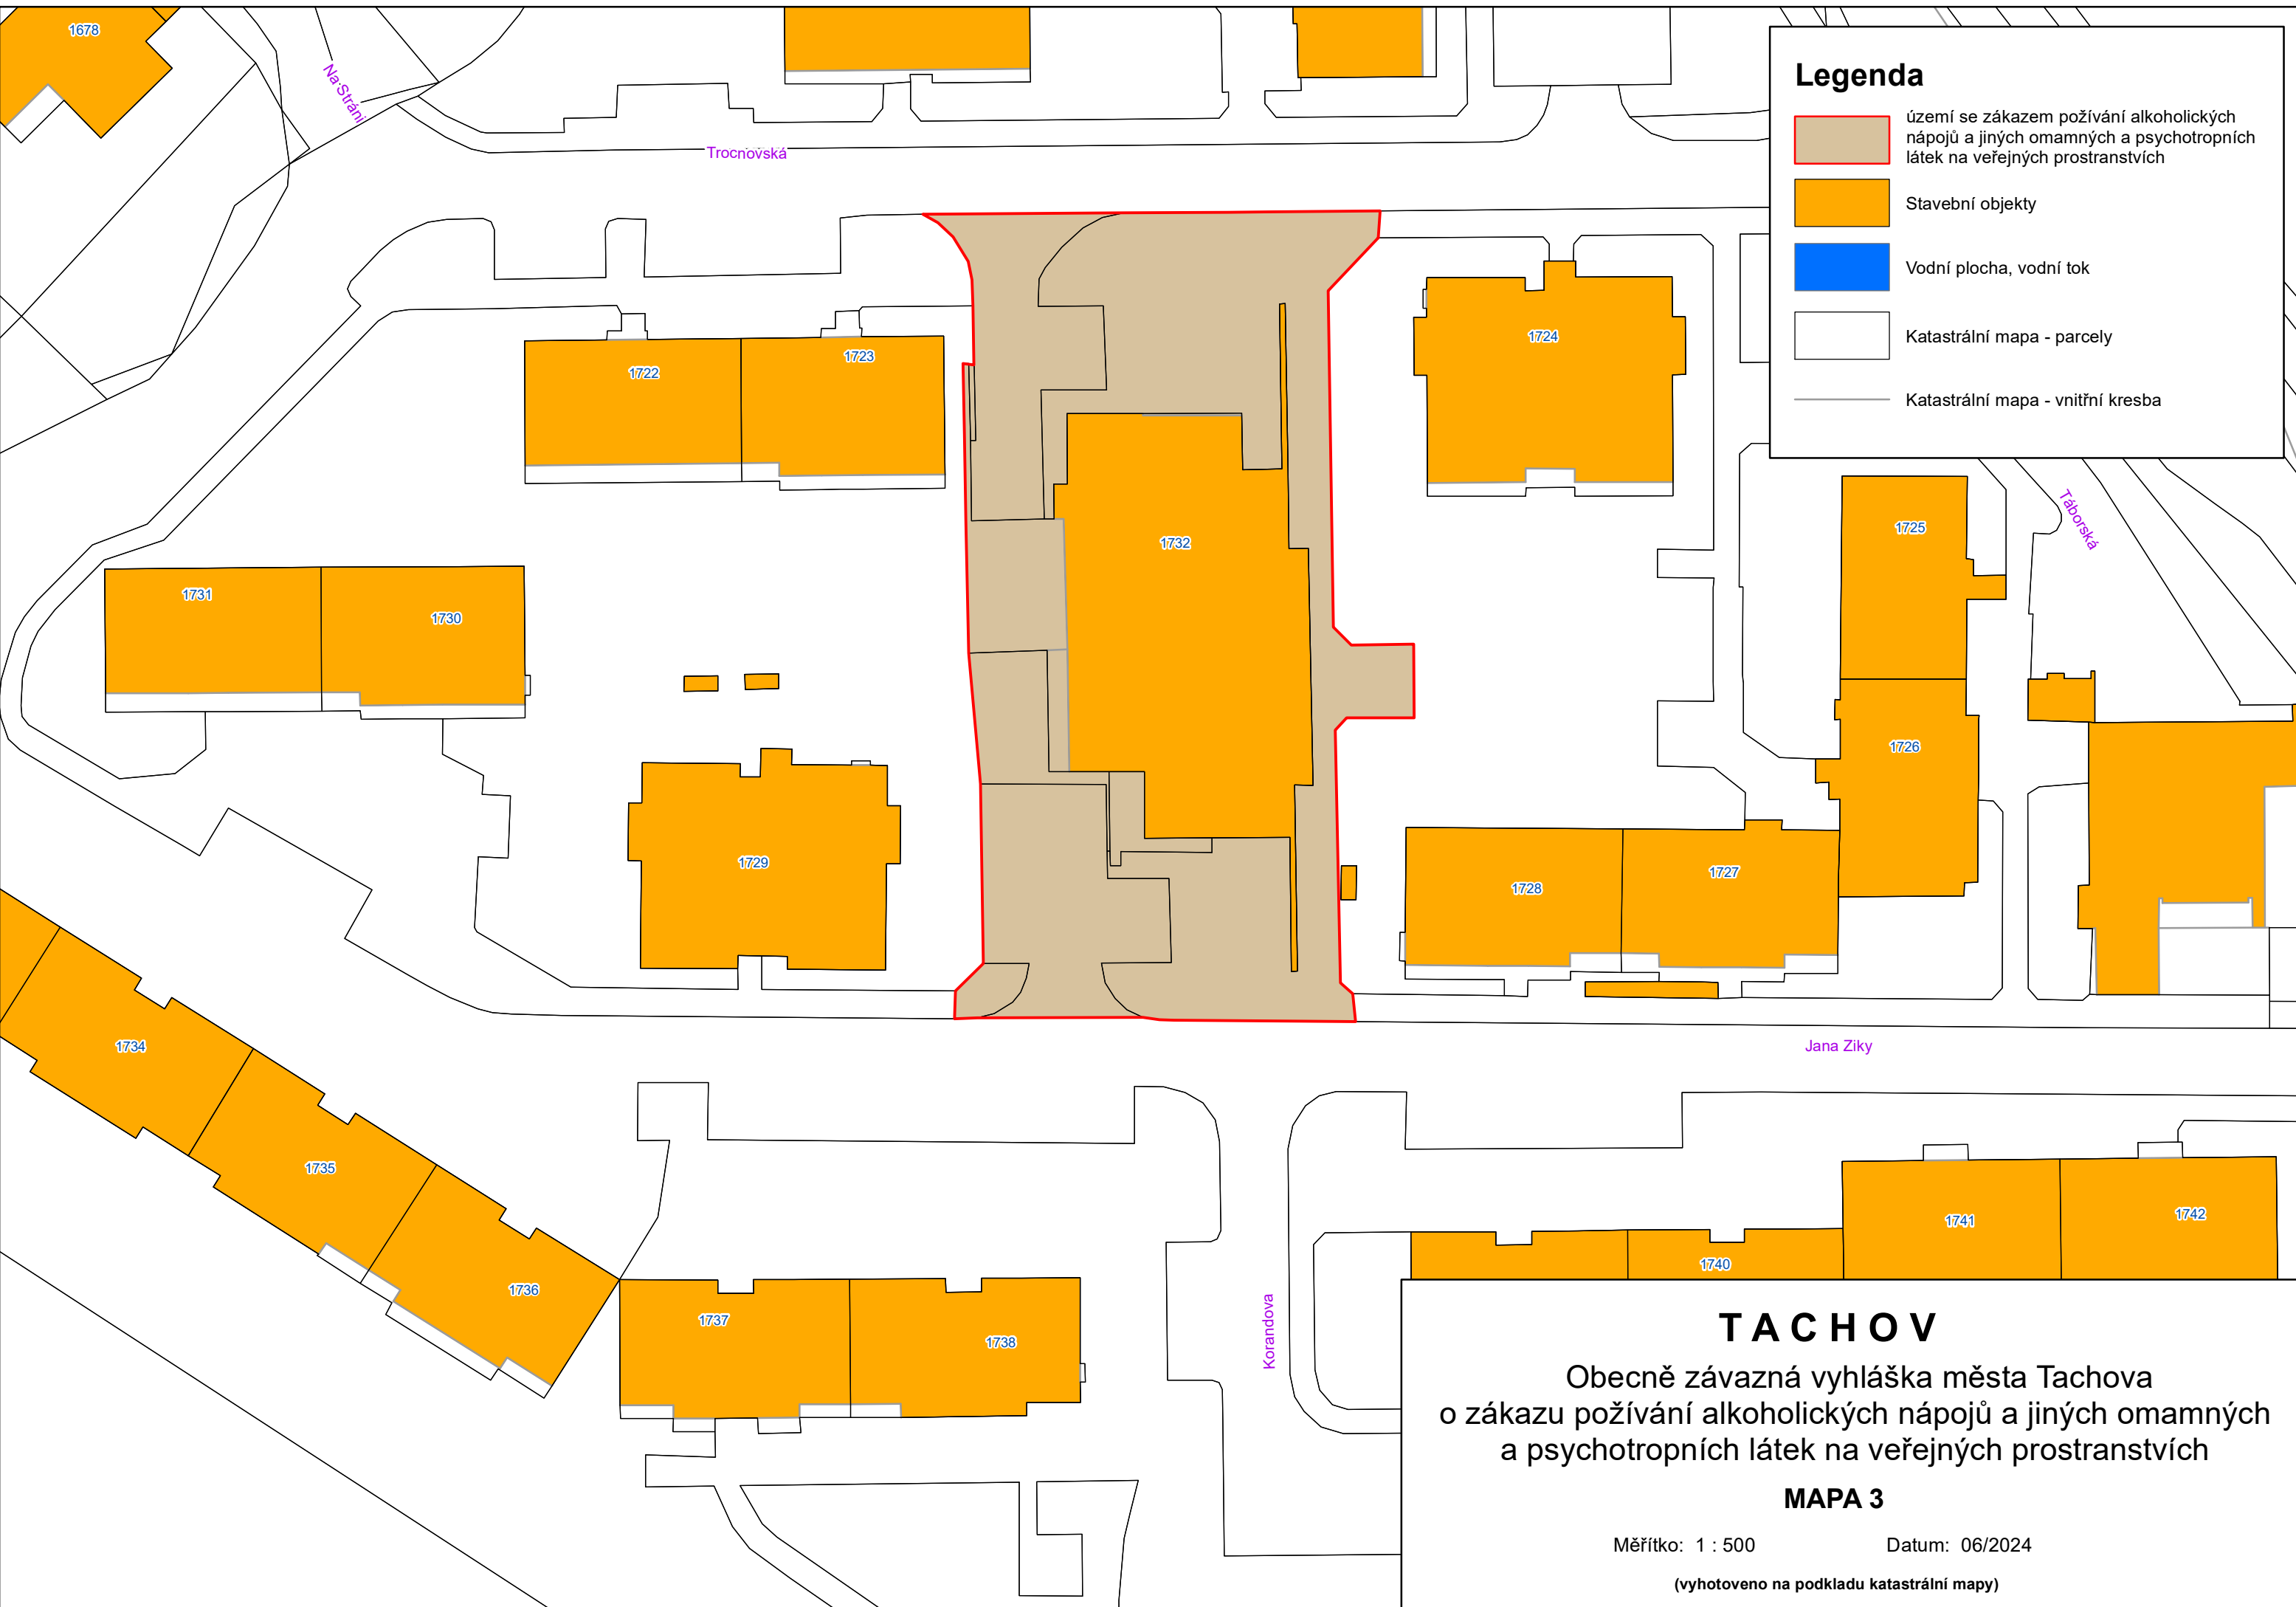 1678
Na Stráni
Trocnovská
Legenda
území se zákazem požívání alkoholických
nápojů a jiných omamných a psychotropních
látek na veřejných prostranstvích
Stavební objekty
Vodní plocha, vodní tok
Katastrální mapa - parcely
Katastrální mapa - vnitřní kresba
1722
1723
1724
1725
Táborská
1732
1731
1730
1726
1729
1728
1727
1734
Jana Ziky
1735
1736
1737
1738
Korandova
1740
1741
1742
TACHOV
Obecně závazná vyhláška města Tachova
o zákazu požívání alkoholických nápojů a jiných omamných
a psychotropních látek na veřejných prostranstvích
MAPA 3
Měřítko: 1 : 500 Datum: 06/2024
(vyhotoveno na podkladu katastrální mapy)